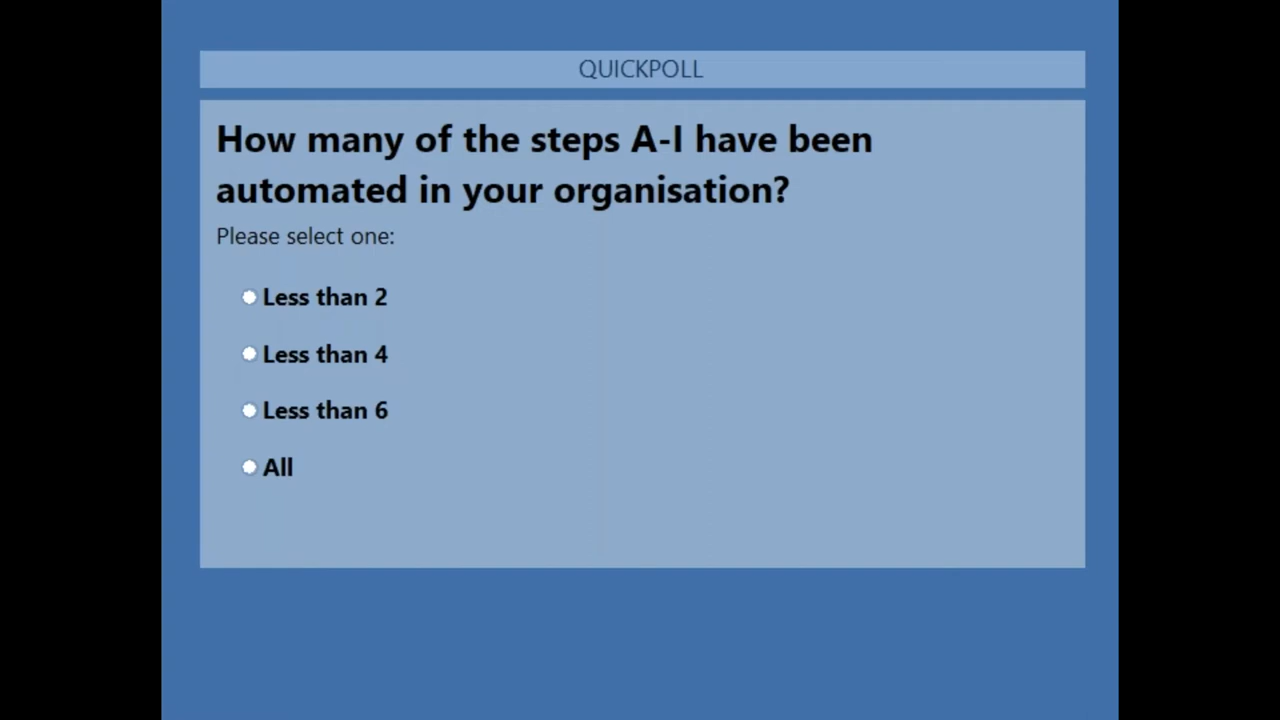 QUICKPOLL
How many of the steps A-I have been
automated in your organisation?
Please select one:
Less than 2
Less than 4
Less than 6
All